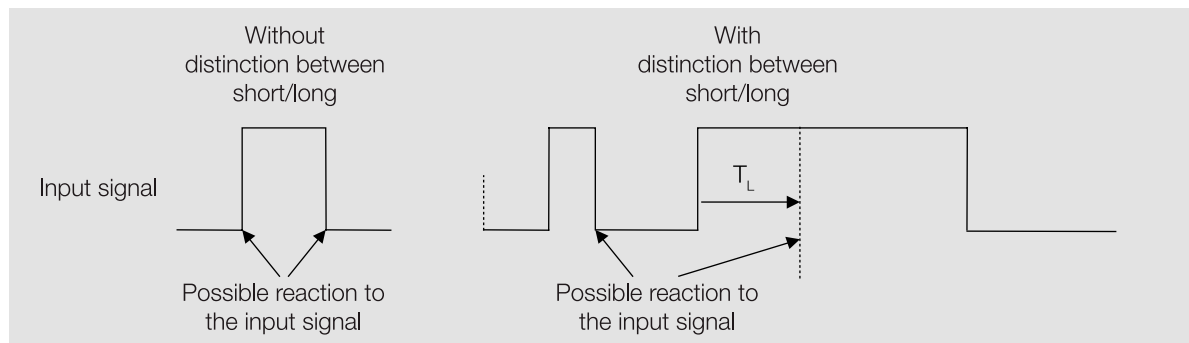 Without
distinction between
short/long
With
distinction between
short/long
Input signal
T_L
Possible reaction to
the input signal
Possible reaction to
the input signal